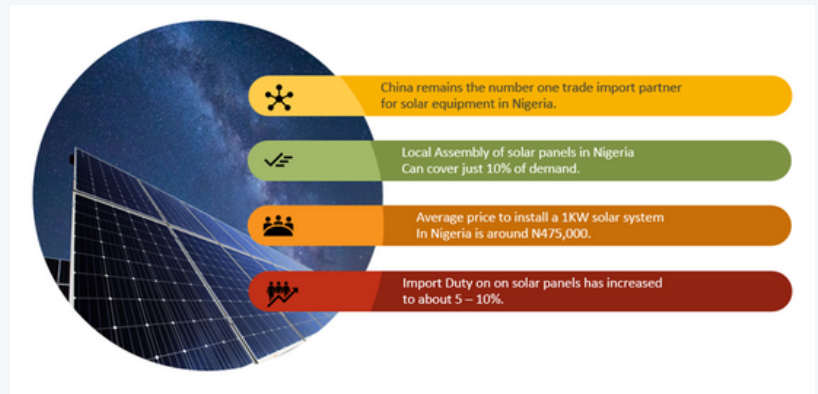 China remains the number one trade import partner
for solar equipment in Nigeria.
Local Assembly of solar panels in Nigeria
Can cover just 10% of demand.
Average price to install a 1KW solar system
In Nigeria is around N475,000.
Import Duty on on solar panels has increased
to about 5 – 10%.